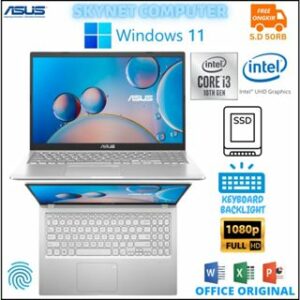 ASUS
SKYNET COMPUTER
FREE
ONGKIR
S.D 50RB
Windows 11
intel
CORE i3
10TH GEN
intel
Intel® UHD Graphics
ASUS
SSD
KEYBOARD
BACKLIGHT
1080p
FULL HD
W X P
OFFICE ORIGINAL